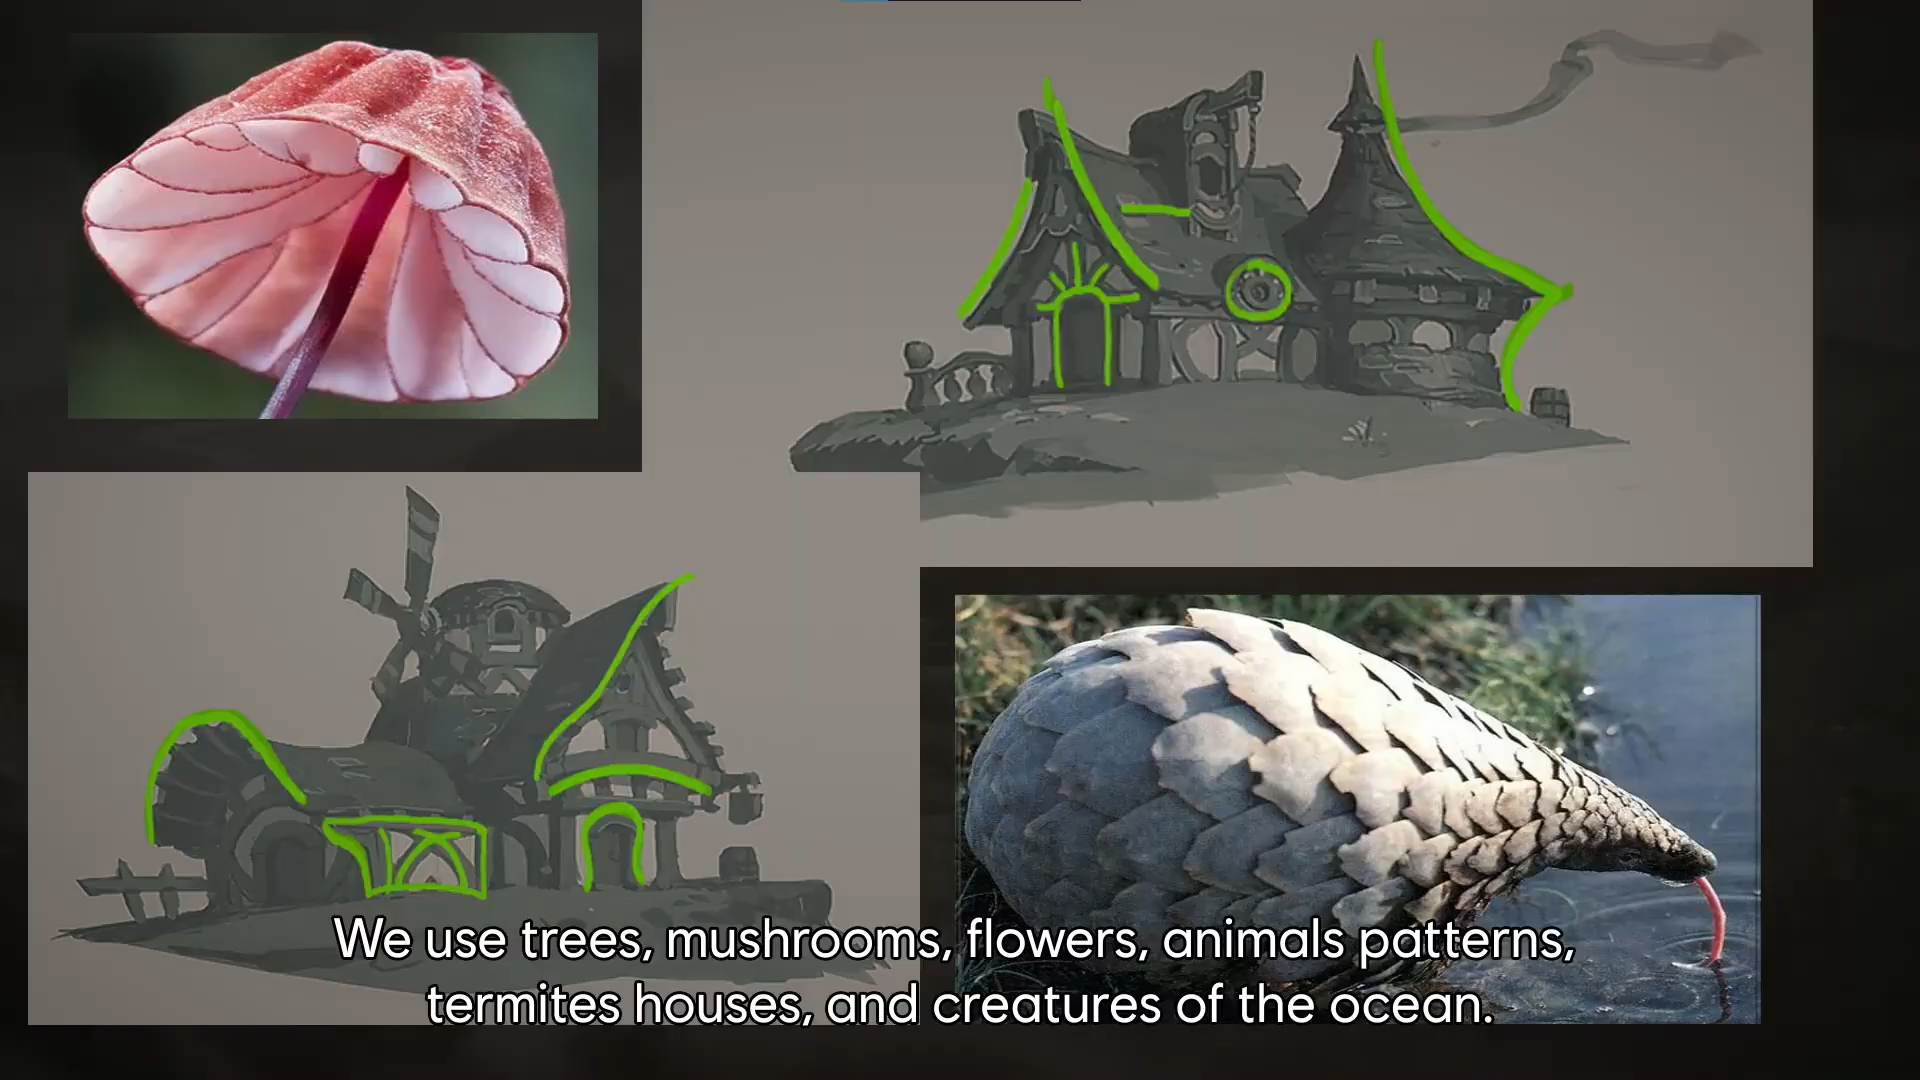 We use trees, mushrooms, flowers, animals patterns,
termites houses, and creatures of the ocean.